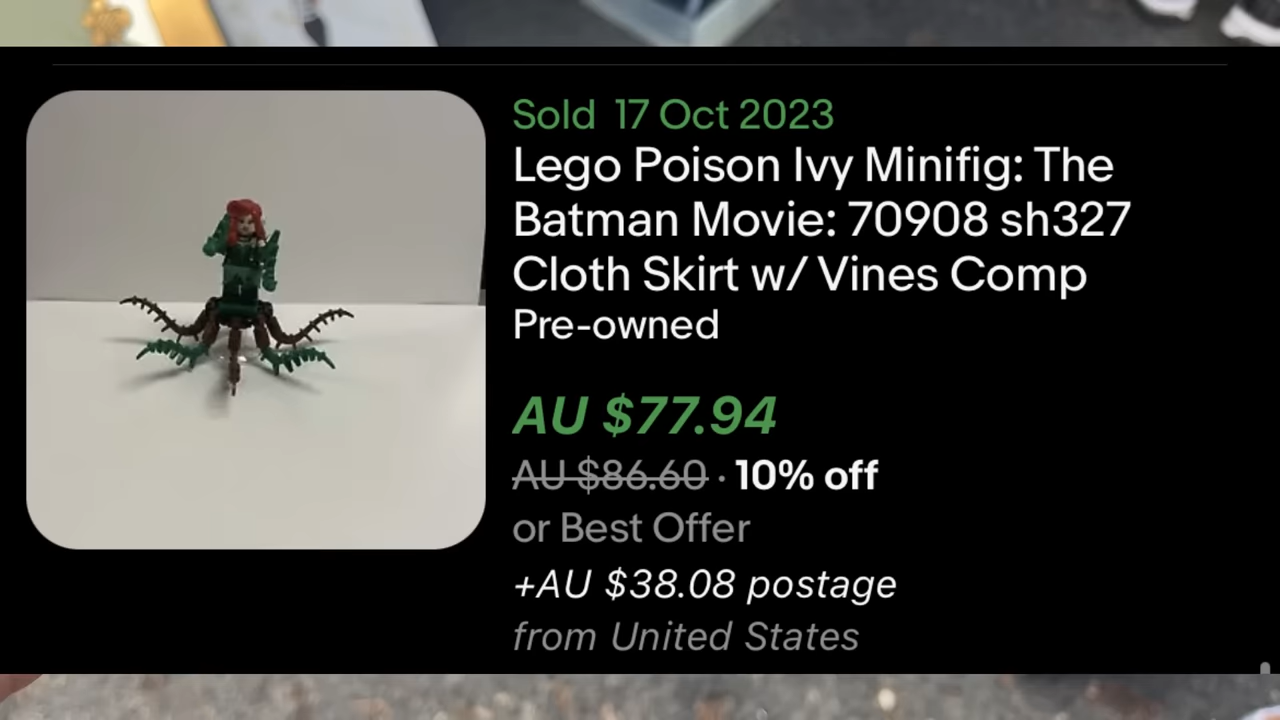 Sold 17 Oct 2023
Lego Poison Ivy Minifig: The
Batman Movie: 70908 sh327
Cloth Skirt w/ Vines Comp
Pre-owned
AU $77.94
AU $86.60 · 10% off
or Best Offer
+AU $38.08 postage
from United States